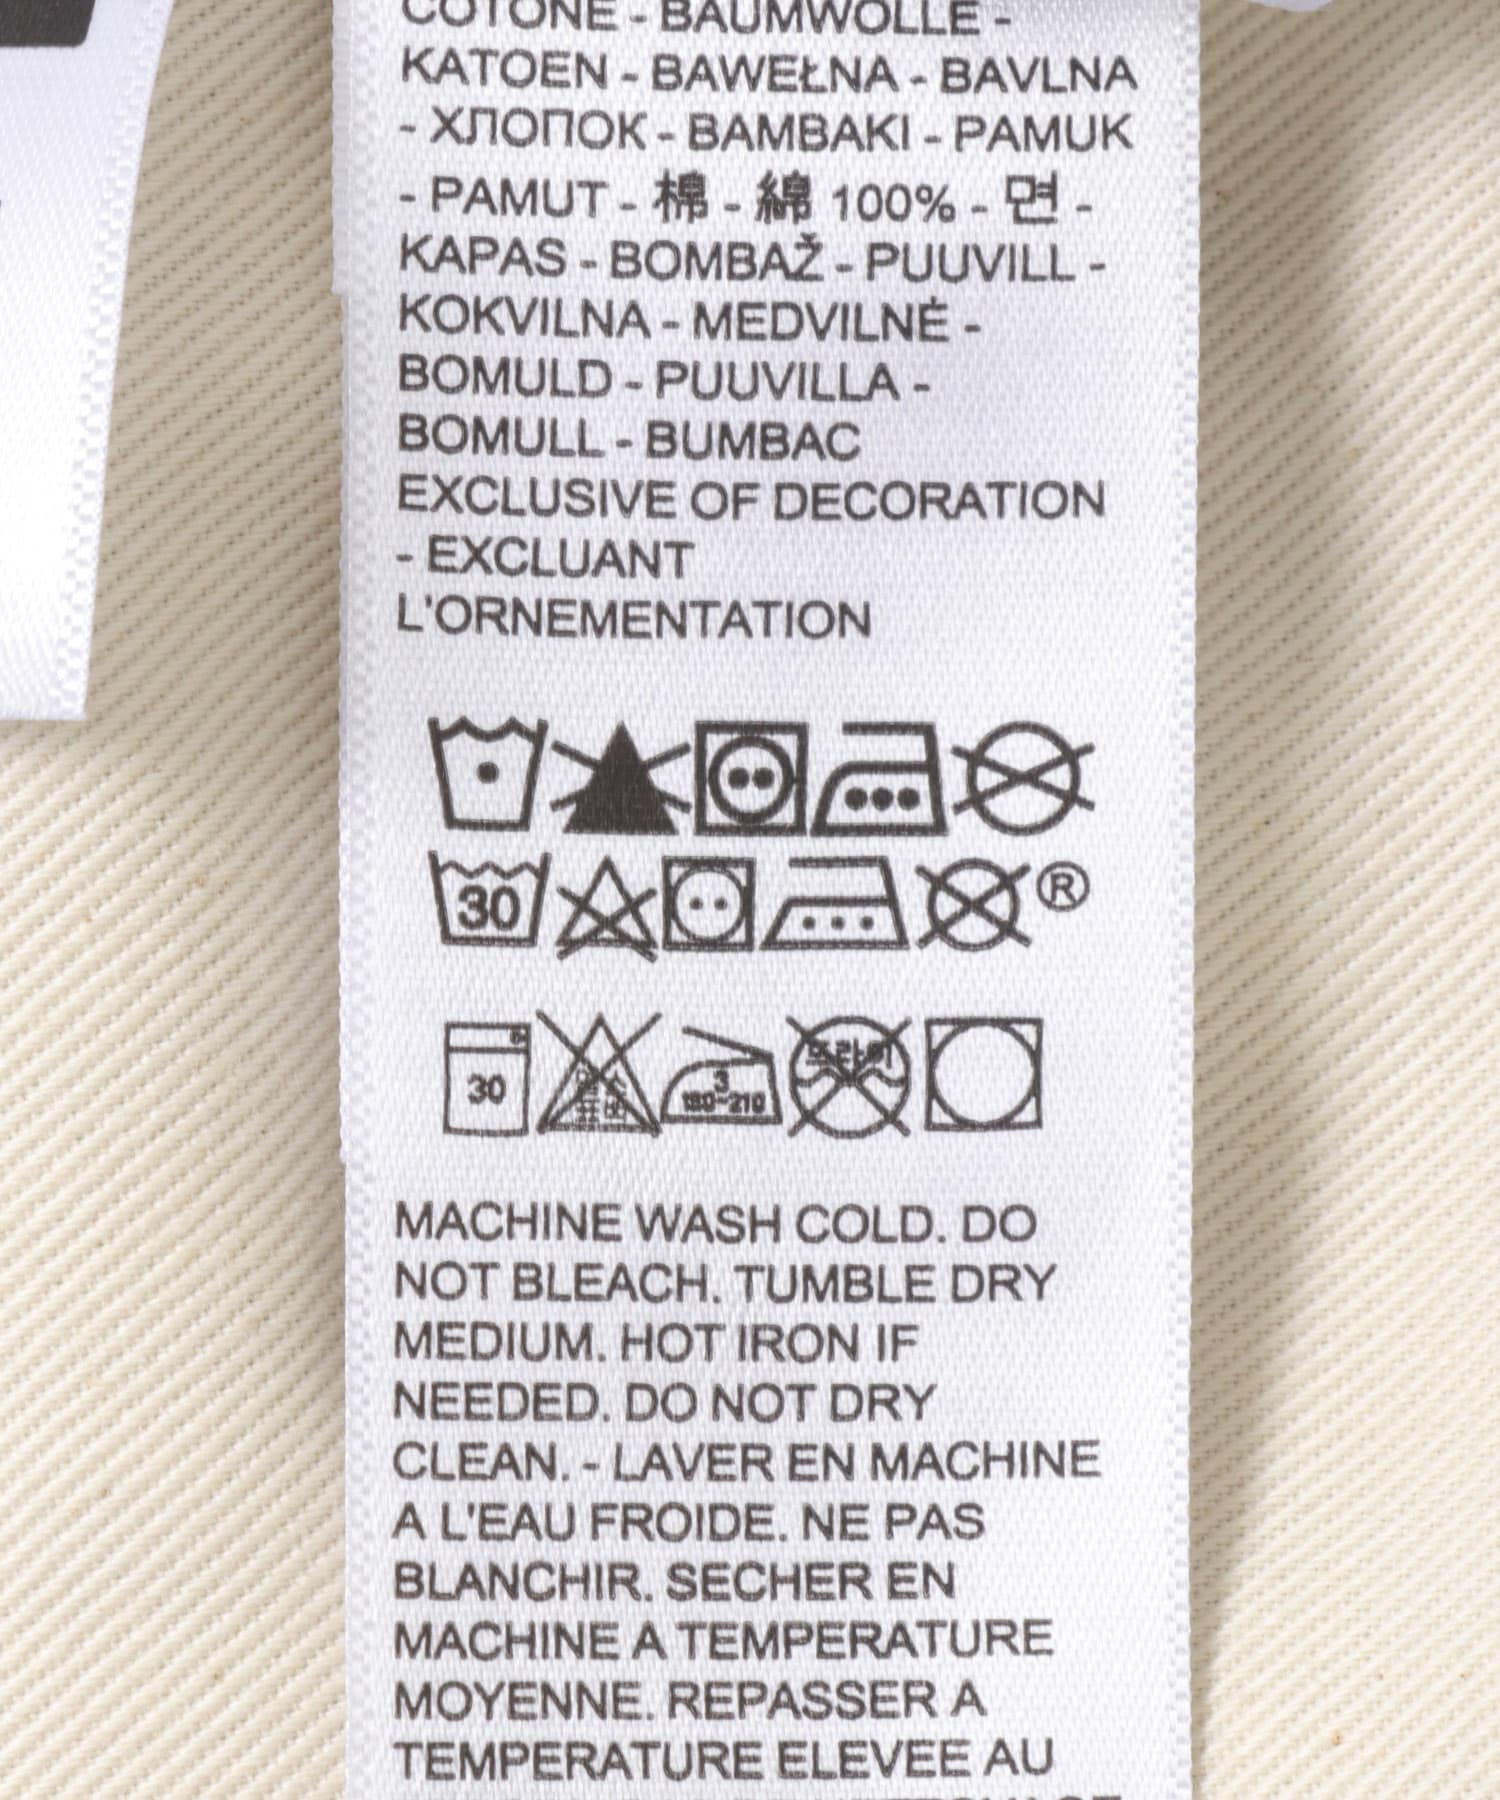 COTONE - BAUMWOLLE -
KATOEN - BAWEŁNA - BAVLNA
- ХЛОПОК - BAMBAKI - PAMUK
- PAMUT - 棉 - 綿 100% - 면 -
KAPAS - BOMBAŽ - PUUVILL -
KOKVILNA - MEDVILNĖ -
BOMULD - PUUVILLA -
BOMULL - BUMBAC
EXCLUSIVE OF DECORATION
- EXCLUANT
L'ORNEMENTATION
30 ®
30 3 180~210 드라이
MACHINE WASH COLD. DO
NOT BLEACH. TUMBLE DRY
MEDIUM. HOT IRON IF
NEEDED. DO NOT DRY
CLEAN. - LAVER EN MACHINE
A L'EAU FROIDE. NE PAS
BLANCHIR. SECHER EN
MACHINE A TEMPERATURE
MOYENNE. REPASSER A
TEMPERATURE ELEVEE AU